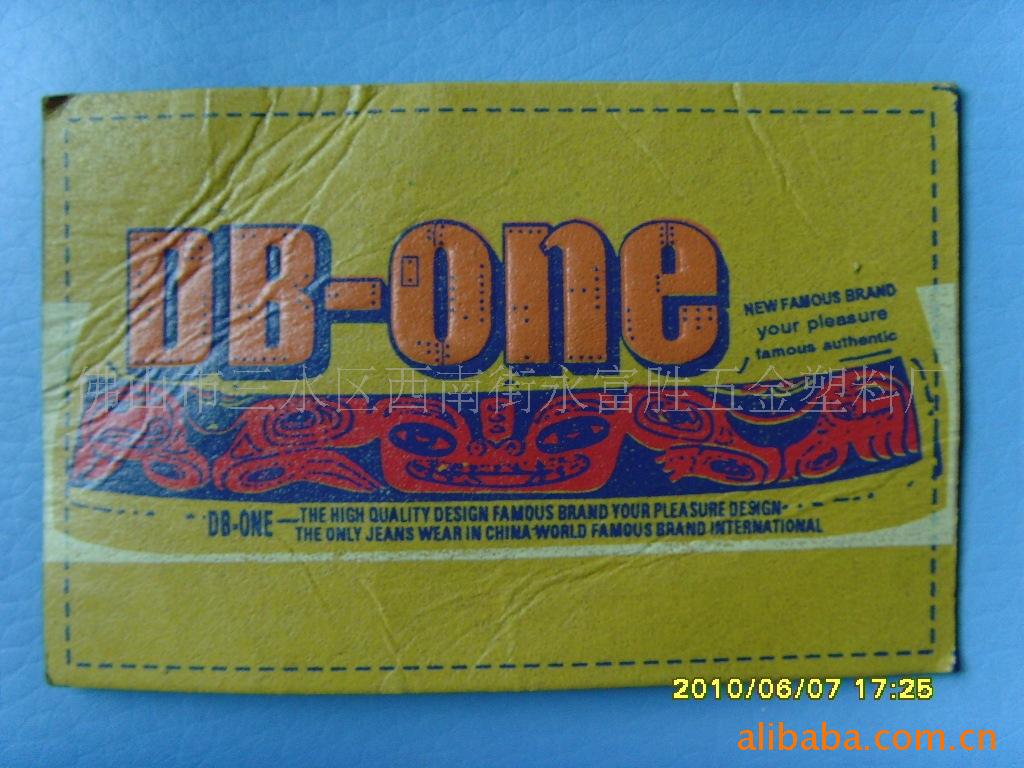 DB-one
NEW FAMOUS BRAND
your pleasure
famous authentic
佛山市三水区西南街永富胜五金塑料厂
DB-ONE — THE HIGH QUALITY DESIGN FAMOUS BRAND YOUR PLEASURE DESIGN
THE ONLY JEANS WEAR IN CHINA WORLD FAMOUS BRAND INTERNATIONAL
2010/06/07 17:25
alibaba.com.cn